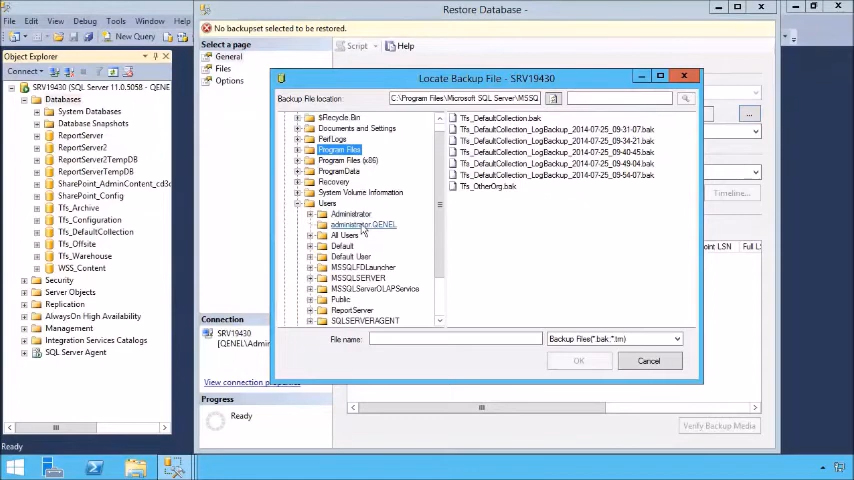 Restore Database -
File Edit View Debug Tools Window
No backupset selected to be restored.
New Query
Select a page
General
Files
Options
Script
Help
Object Explorer
Connect
SRV19430 (SQL Server 11.0.5058 - QENE
Databases
System Databases
Database Snapshots
ReportServer
ReportServer2
ReportServer2TempDB
ReportServerTempDB
SharePoint_AdminContent_cd3
SharePoint_Config
Tfs_Archive
Tfs_Configuration
Tfs_DefaultCollection
Tfs_Offsite
Tfs_Warehouse
WSS_Content
Security
Server Objects
Replication
AlwaysOn High Availability
Management
Integration Services Catalogs
SQL Server Agent
Locate Backup File - SRV19430
Backup File location:
C:\Program Files\Microsoft SQL Server\MSSQ
$Recycle.Bin
Documents and Settings
PerfLogs
Program Files
Program Files (x86)
ProgramData
Recovery
System Volume Information
Users
Administrator
administrator.QENEL
All Users
Default
Default User
MSSQLFDLauncher
MSSQLSERVER
MSSQLServerOLAPService
Public
ReportServer
SQLSERVERAGENT
Tfs_DefaultCollection.bak
Tfs_DefaultCollection_LogBackup_2014-07-25_09-31-07.bak
Tfs_DefaultCollection_LogBackup_2014-07-25_09-34-21.bak
Tfs_DefaultCollection_LogBackup_2014-07-25_09-40-45.bak
Tfs_DefaultCollection_LogBackup_2014-07-25_09-49-04.bak
Tfs_DefaultCollection_LogBackup_2014-07-25_09-54-07.bak
Tfs_OtherOrg.bak
File name:
Backup Files(*.bak;*.trn)
OK
Cancel
...
Timeline...
oint LSN
Full LSN
Connection
SRV19430
[QENEL\Admin
View connection properties
Progress
Ready
Verify Backup Media
Ready